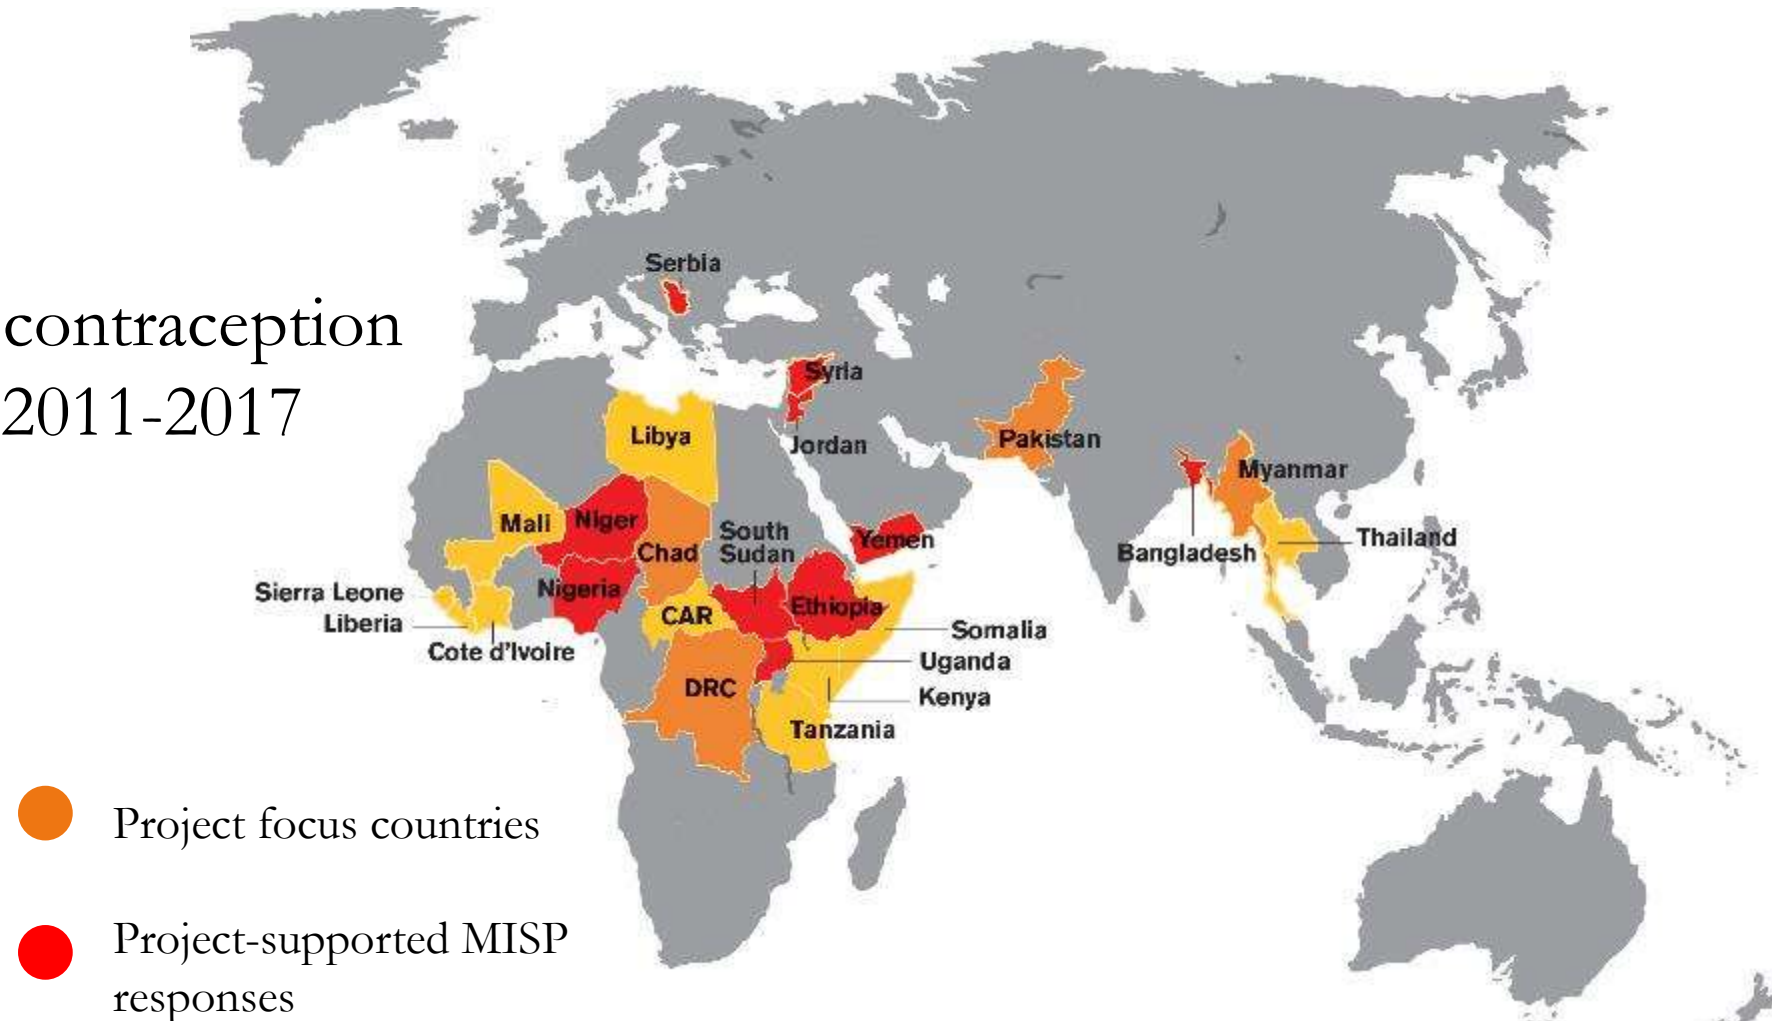 contraception
2011-2017
Serbia
Syria
Jordan
Libya
Pakistan
Myanmar
Mali
Niger
Chad
South
Sudan
Yemen
Bangladesh
Thailand
Sierra Leone
Liberia
Nigeria
CAR
Ethiopia
Cote d'Ivoire
Somalia
Uganda
DRC
Kenya
Tanzania
Project focus countries
Project-supported MISP
responses